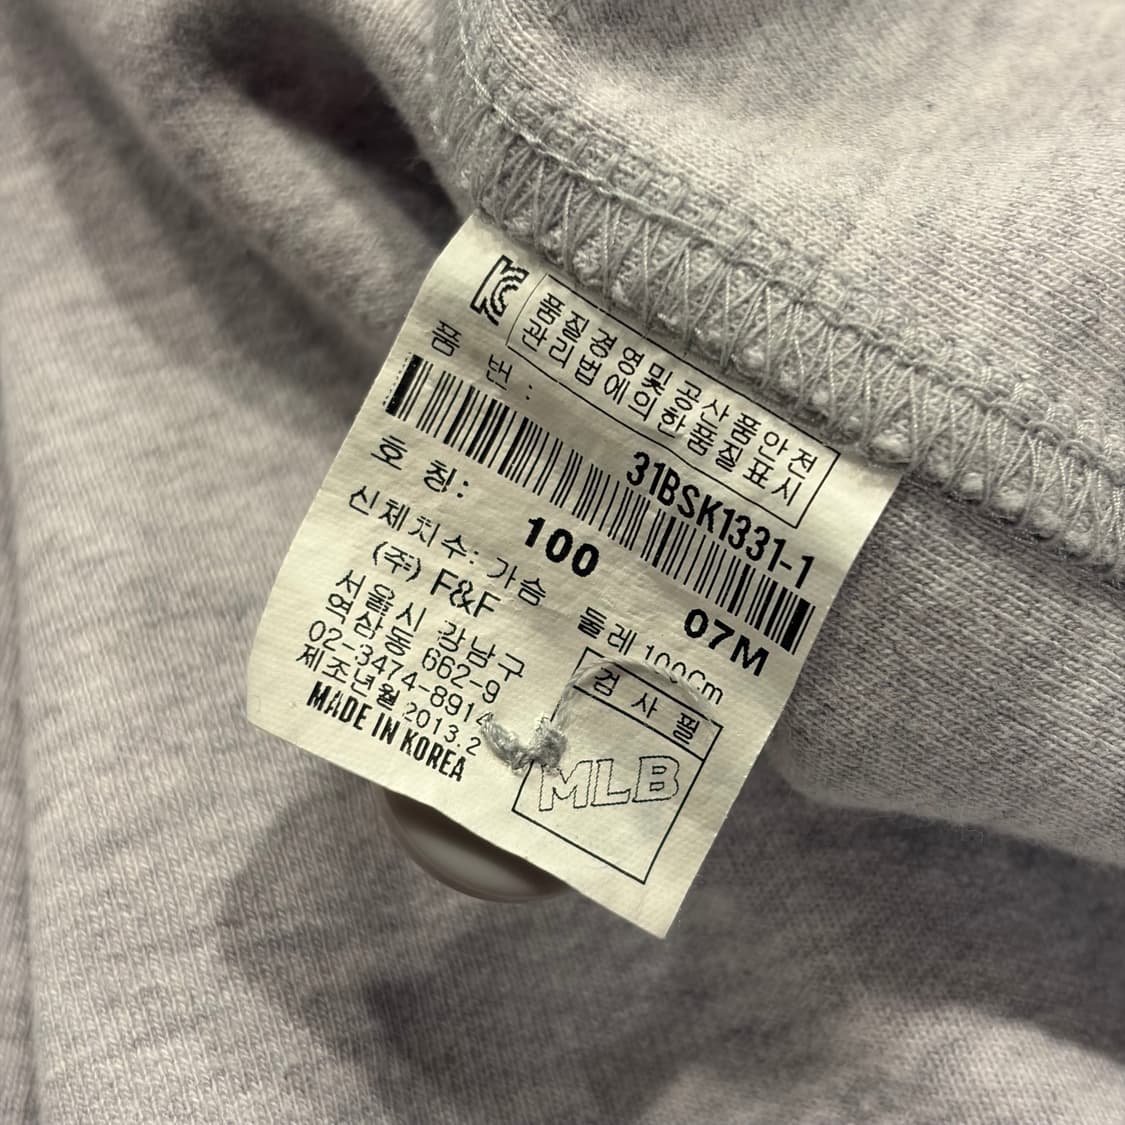 품질경영및공산품안전
관리법에의한품질표시
품 번: 31BSK1331-1
호 칭: 100 07M
신체치수: 가슴 둘레 100Cm
(주) F&F
서울시 강남구
역삼동 662-9
02-3474-8914
제조년월 2013.2
MADE IN KOREA
검 사 필
MLB